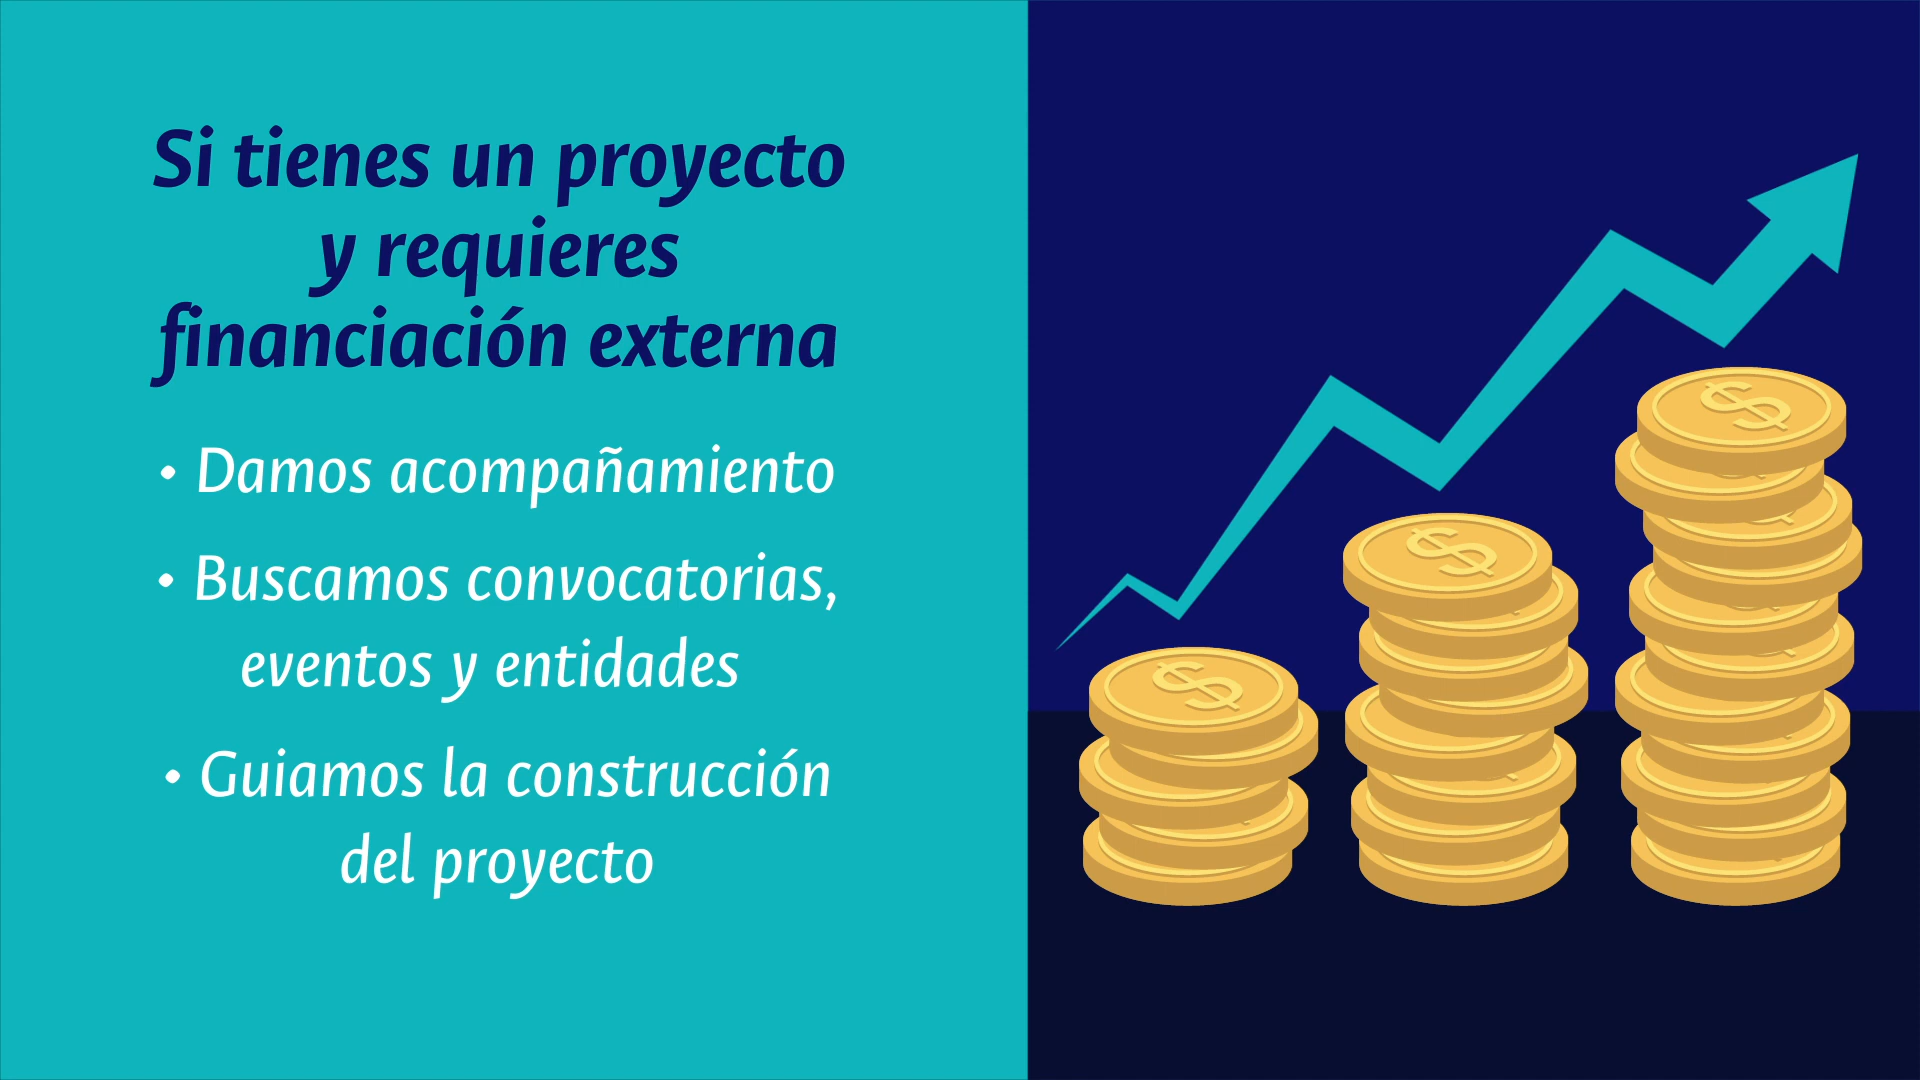 Si tienes un proyecto
y requieres
financiación externa
• Damos acompañamiento
• Buscamos convocatorias,
eventos y entidades
• Guiamos la construcción
del proyecto
$
$
$